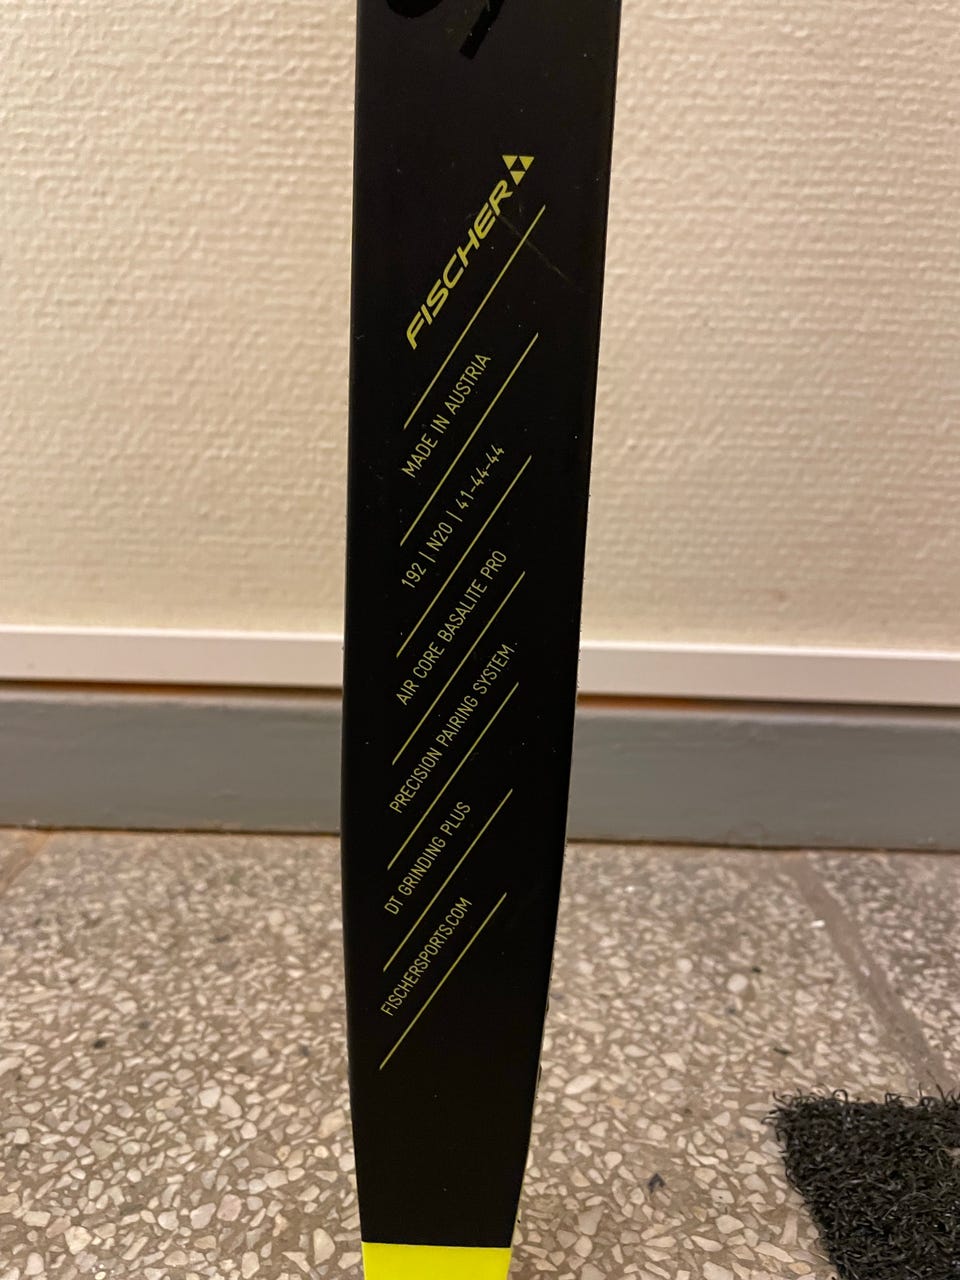 FISCHER
MADE IN AUSTRIA
192 | N20 | 41-44-44
AIR CORE BASALITE PRO
PRECISION PAIRING SYSTEM
DT GRINDING PLUS
FISCHERSPORTS.COM